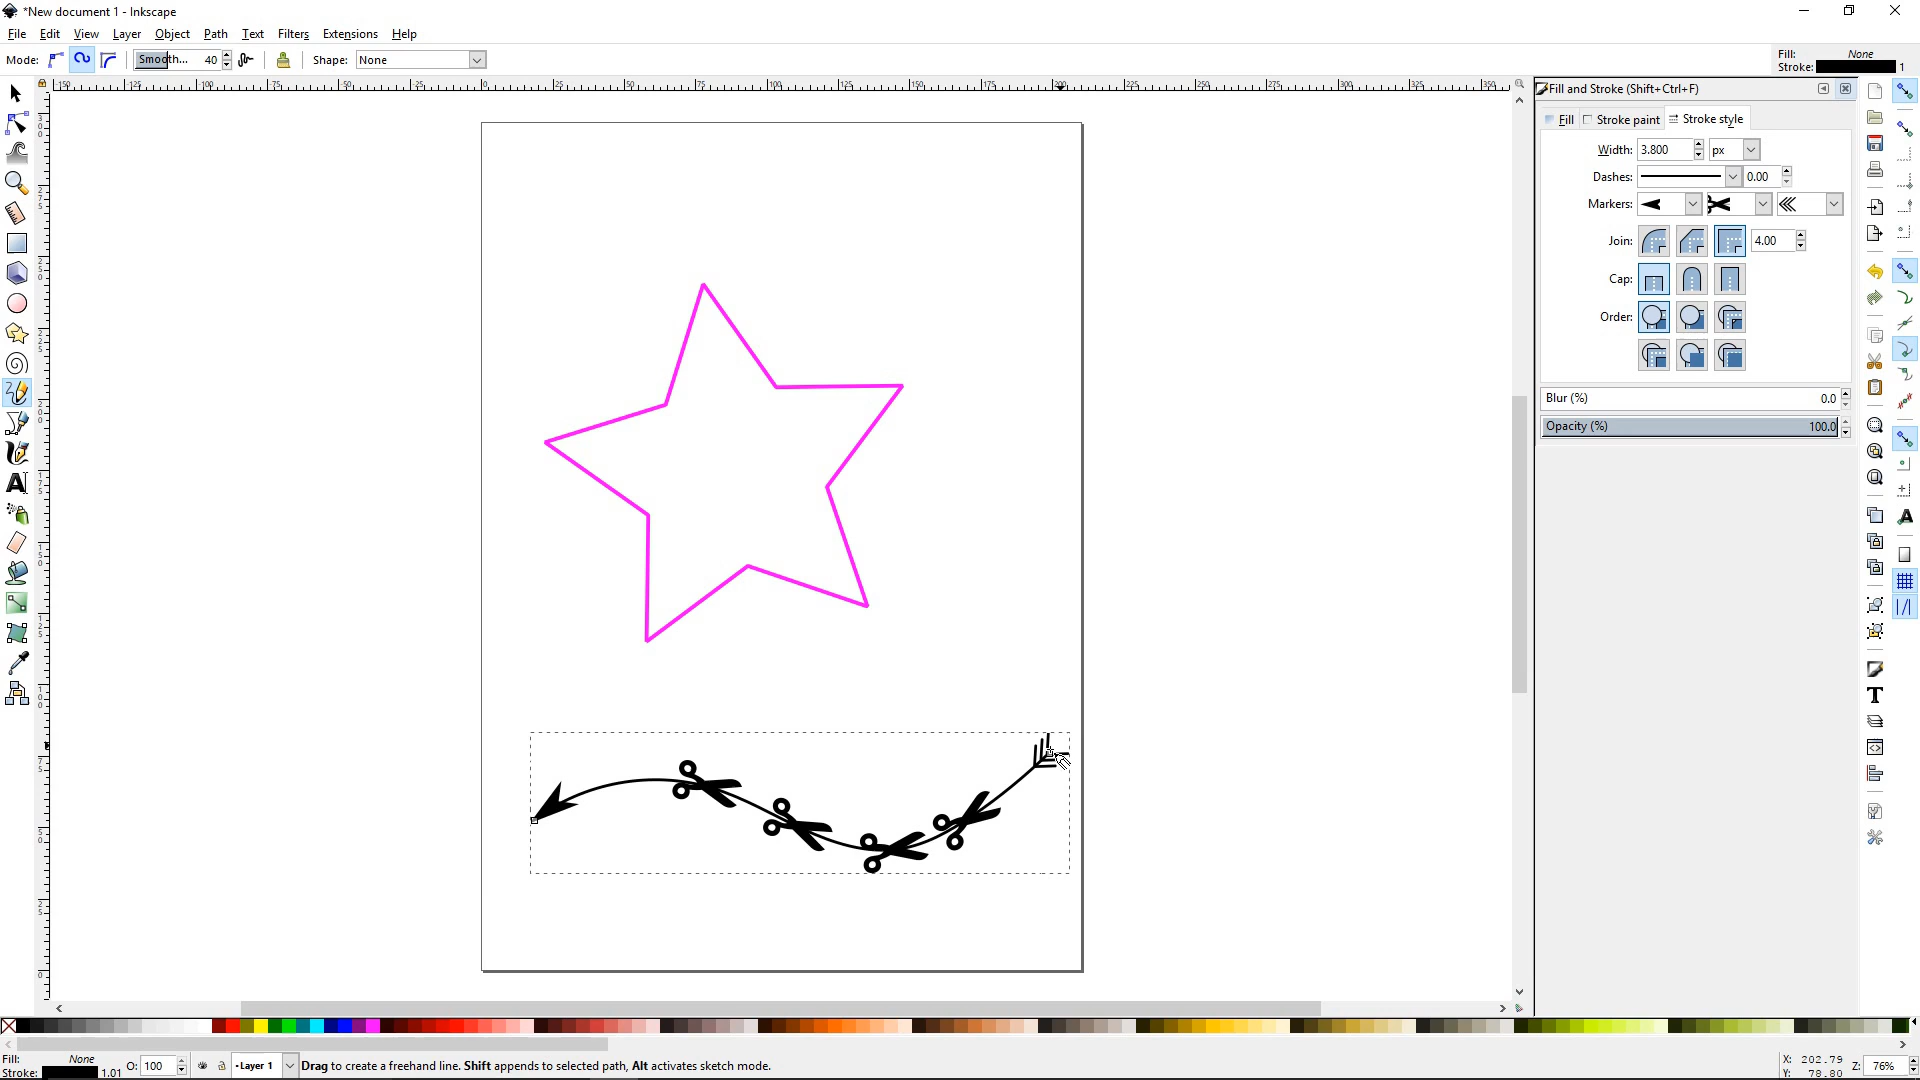 *New document 1 - Inkscape
File Edit View Layer Object Path Text Filters Extensions Help
Mode: Smooth... 40 Shape: None
Fill: None
Stroke: 1
Fill and Stroke (Shift+Ctrl+F)
Fill Stroke paint Stroke style
Width: 3.800 px
Dashes: 0.00
Markers:
Join: 4.00
Cap:
Order:
Blur (%) 0.0
Opacity (%) 100.0
Fill: None O: 100 •Layer 1 Drag to create a freehand line. Shift appends to selected path, Alt activates sketch mode. X: 202.79 Z: 76%
Stroke: 1.01 Y: 78.80